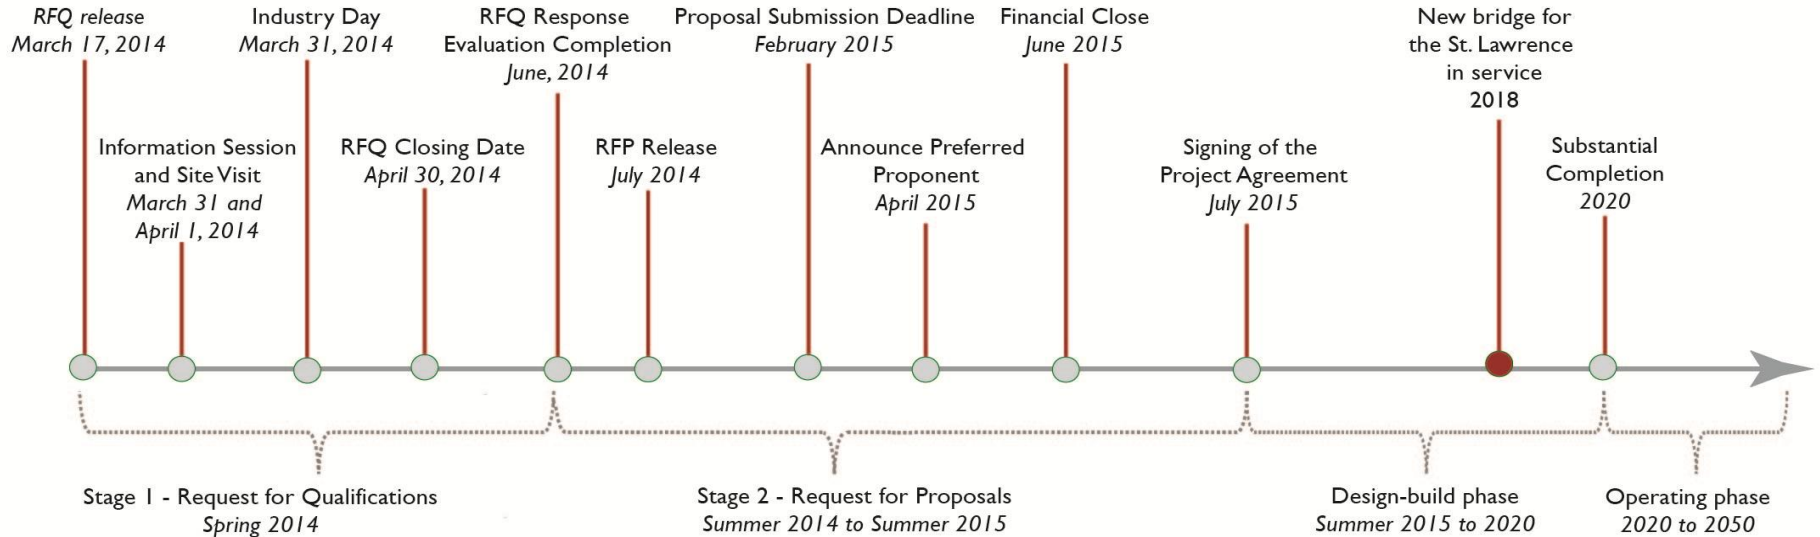 RFQ release
March 17, 2014
Industry Day
March 31, 2014
RFQ Response
Evaluation Completion
June, 2014
Proposal Submission Deadline
February 2015
Financial Close
June 2015
New bridge for
the St. Lawrence
in service
2018
Information Session
and Site Visit
March 31 and
April 1, 2014
RFQ Closing Date
April 30, 2014
RFP Release
July 2014
Announce Preferred
Proponent
April 2015
Signing of the
Project Agreement
July 2015
Substantial
Completion
2020
Stage 1 - Request for Qualifications
Spring 2014
Stage 2 - Request for Proposals
Summer 2014 to Summer 2015
Design-build phase
Summer 2015 to 2020
Operating phase
2020 to 2050